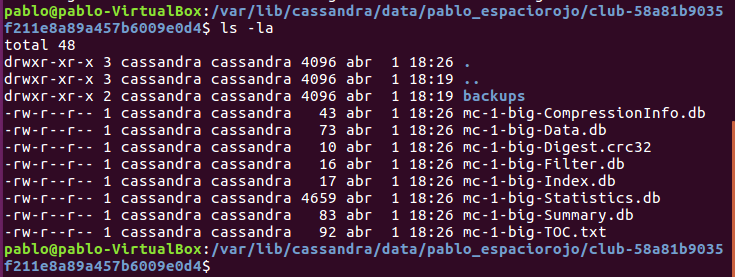 pablo@pablo-VirtualBox:/var/lib/cassandra/data/pablo_espaciorojo/club-58a81b9035
f211e8a89a457b6009e0d4$ ls -la
total 48
drwxr-xr-x 3 cassandra cassandra 4096 abr  1 18:26 .
drwxr-xr-x 3 cassandra cassandra 4096 abr  1 18:19 ..
drwxr-xr-x 2 cassandra cassandra 4096 abr  1 18:19 backups
-rw-r--r-- 1 cassandra cassandra   43 abr  1 18:26 mc-1-big-CompressionInfo.db
-rw-r--r-- 1 cassandra cassandra   73 abr  1 18:26 mc-1-big-Data.db
-rw-r--r-- 1 cassandra cassandra   10 abr  1 18:26 mc-1-big-Digest.crc32
-rw-r--r-- 1 cassandra cassandra   16 abr  1 18:26 mc-1-big-Filter.db
-rw-r--r-- 1 cassandra cassandra   17 abr  1 18:26 mc-1-big-Index.db
-rw-r--r-- 1 cassandra cassandra 4659 abr  1 18:26 mc-1-big-Statistics.db
-rw-r--r-- 1 cassandra cassandra   83 abr  1 18:26 mc-1-big-Summary.db
-rw-r--r-- 1 cassandra cassandra   92 abr  1 18:26 mc-1-big-TOC.txt
pablo@pablo-VirtualBox:/var/lib/cassandra/data/pablo_espaciorojo/club-58a81b9035
f211e8a89a457b6009e0d4$